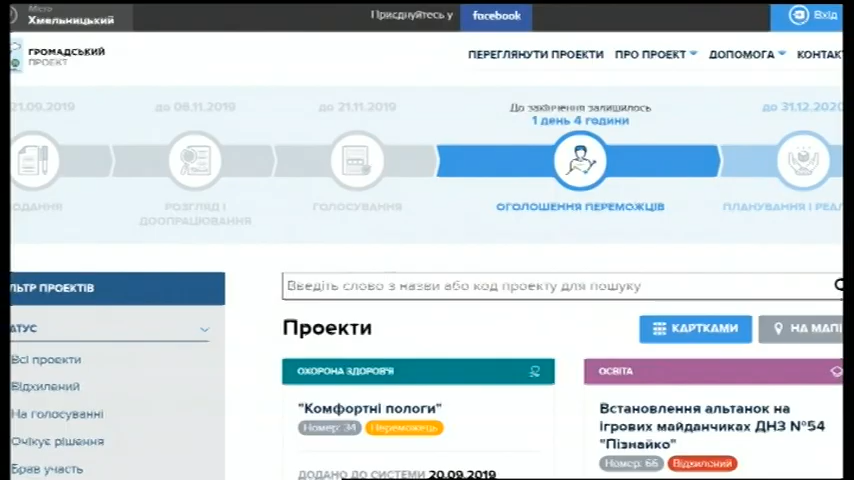 Місто
Хмельницький
Приєднуйтесь у
facebook
Вхід
ГРОМАДСЬКИЙ
ПРОЕКТ
ПЕРЕГЛЯНУТИ ПРОЕКТИ ПРО ПРОЕКТ ДОПОМОГА КОНТАК
21.09.2019
до 08.11.2019
до 21.11.2019
До закінчення залишилось
1 день 4 години
до 31.12.2020
ОДАННЯ
РОЗГЛЯД І
ДООПРАЦЮВАННЯ
ГОЛОСУВАННЯ
ОГОЛОШЕННЯ ПЕРЕМОЖЦІВ
ПЛАНУВАННЯ І РЕАЛ
ЛЬТР ПРОЕКТІВ
АТУС
Всі проекти
Відхилений
На голосуванні
Очікує рішення
Брав участь
Введіть слово з назви або код проекту для пошуку
Проекти
КАРТКАМИ
НА МАПІ
ОХОРОНА ЗДОРОВ'Я
"Комфортні пологи"
Номер: 34 Переможець
ДОДАНО ДО СИСТЕМИ 20.09.2019
ОСВІТА
Встановлення альтанок на
ігрових майданчиках ДНЗ №54
"Пізнайко"
Номер: 66 Відхилений